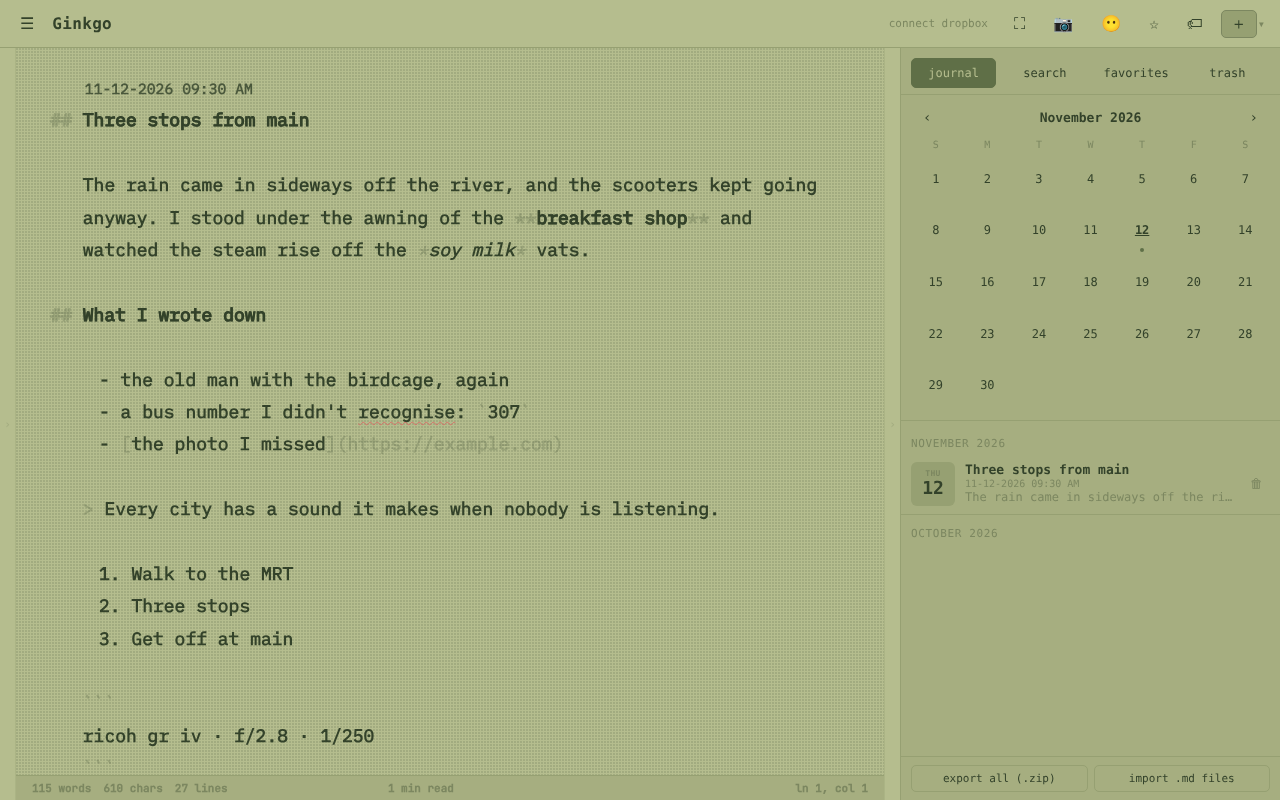 ☰ Ginkgo
connect dropbox
+
11-12-2026 09:30 AM
## Three stops from main
The rain came in sideways off the river, and the scooters kept going
anyway. I stood under the awning of the **breakfast shop** and
watched the steam rise off the *soy milk* vats.
## What I wrote down
- the old man with the birdcage, again
- a bus number I didn't recognise: `307`
- [the photo I missed](https://example.com)
> Every city has a sound it makes when nobody is listening.
1. Walk to the MRT
2. Three stops
3. Get off at main
```
ricoh gr iv · f/2.8 · 1/250
```
115 words 610 chars 27 lines
1 min read
ln 1, col 1
journal search favorites trash
‹ November 2026 ›
S M T W T F S
1 2 3 4 5 6 7
8 9 10 11 12 13 14
15 16 17 18 19 20 21
22 23 24 25 26 27 28
29 30
NOVEMBER 2026
THU
12
Three stops from main
11-12-2026 09:30 AM
The rain came in sideways off the ri…
OCTOBER 2026
export all (.zip) import .md files